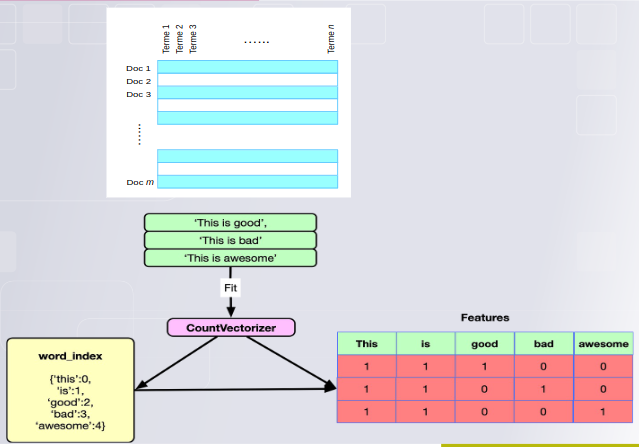 Terme 1
Terme 2
Terme 3
......
Terme n
Doc 1
Doc 2
Doc 3
......
Doc m
'This is good',
'This is bad'
'This is awesome'
Fit
CountVectorizer
word_index
{'this':0,
'is':1,
'good':2,
'bad':3,
'awesome':4}
Features
This is good bad awesome
1 1 1 0 0
1 1 0 1 0
1 1 0 0 1